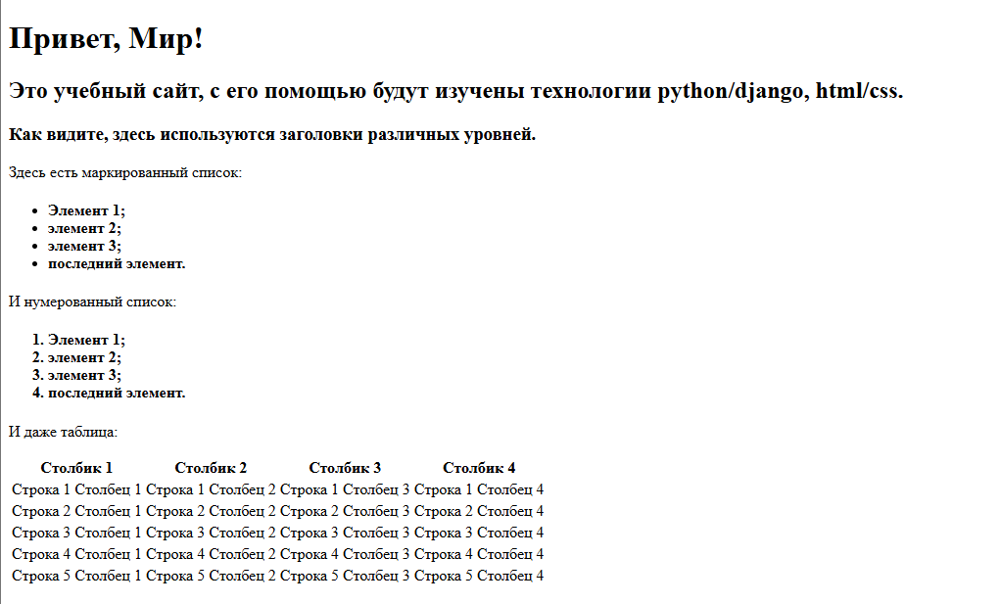 Привет, Мир!
Это учебный сайт, с его помощью будут изучены технологии python/django, html/css.
Как видите, здесь используются заголовки различных уровней.
Здесь есть маркированный список:
• Элемент 1;
• элемент 2;
• элемент 3;
• последний элемент.
И нумерованный список:
1. Элемент 1;
2. элемент 2;
3. элемент 3;
4. последний элемент.
И даже таблица:
Столбик 1 Столбик 2 Столбик 3 Столбик 4
Строка 1 Столбец 1 Строка 1 Столбец 2 Строка 1 Столбец 3 Строка 1 Столбец 4
Строка 2 Столбец 1 Строка 2 Столбец 2 Строка 2 Столбец 3 Строка 2 Столбец 4
Строка 3 Столбец 1 Строка 3 Столбец 2 Строка 3 Столбец 3 Строка 3 Столбец 4
Строка 4 Столбец 1 Строка 4 Столбец 2 Строка 4 Столбец 3 Строка 4 Столбец 4
Строка 5 Столбец 1 Строка 5 Столбец 2 Строка 5 Столбец 3 Строка 5 Столбец 4